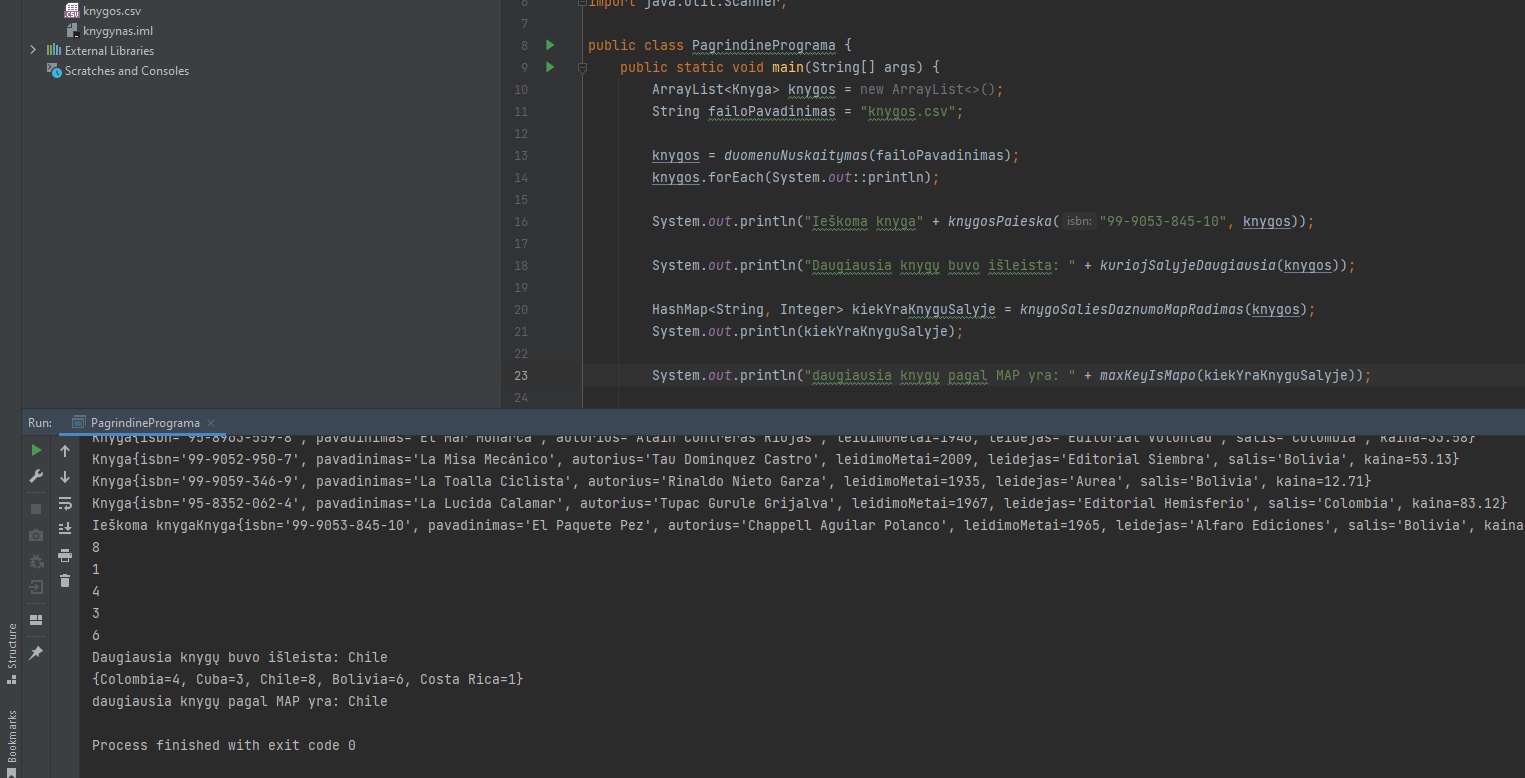 knygos.csv
knygynas.iml
External Libraries
Scratches and Consoles
6 import java.util.Scanner;
7
8 public class PagrindinePrograma {
9 public static void main(String[] args) {
10 ArrayList<Knyga> knygos = new ArrayList<>();
11 String failoPavadinimas = "knygos.csv";
12
13 knygos = duomenuNuskaitymas(failoPavadinimas);
14 knygos.forEach(System.out::println);
15
16 System.out.println("Ieškoma knyga" + knygosPaieska( isbn: "99-9053-845-10", knygos));
17
18 System.out.println("Daugiausia knygų buvo išleista: " + kuriojSalyjeDaugiausia(knygos));
19
20 HashMap<String, Integer> kiekYraKnyguSalyje = knygoSaliesDaznumoMapRadimas(knygos);
21 System.out.println(kiekYraKnyguSalyje);
22
23 System.out.println("daugiausia knygų pagal MAP yra: " + maxKeyIsMapo(kiekYraKnyguSalyje));
24
Run: PagrindinePrograma
Knyga{isbn='95-8963-559-8', pavadinimas='El Mar Monarca', autorius='Alain Contreras Riojas', leidimoMetai=1946, leidejas='Editorial Voluntad', salis='Colombia', kaina=53.58}
Knyga{isbn='99-9052-950-7', pavadinimas='La Misa Mecánico', autorius='Tau Dominquez Castro', leidimoMetai=2009, leidejas='Editorial Siembra', salis='Bolivia', kaina=53.13}
Knyga{isbn='99-9059-346-9', pavadinimas='La Toalla Ciclista', autorius='Rinaldo Nieto Garza', leidimoMetai=1935, leidejas='Aurea', salis='Bolivia', kaina=12.71}
Knyga{isbn='95-8352-062-4', pavadinimas='La Lucida Calamar', autorius='Tupac Gurule Grijalva', leidimoMetai=1967, leidejas='Editorial Hemisferio', salis='Colombia', kaina=83.12}
Ieškoma knygaKnyga{isbn='99-9053-845-10', pavadinimas='El Paquete Pez', autorius='Chappell Aguilar Polanco', leidimoMetai=1965, leidejas='Alfaro Ediciones', salis='Bolivia', kaina
8
1
4
3
6
Daugiausia knygų buvo išleista: Chile
{Colombia=4, Cuba=3, Chile=8, Bolivia=6, Costa Rica=1}
daugiausia knygų pagal MAP yra: Chile
Process finished with exit code 0
Structure
Bookmarks